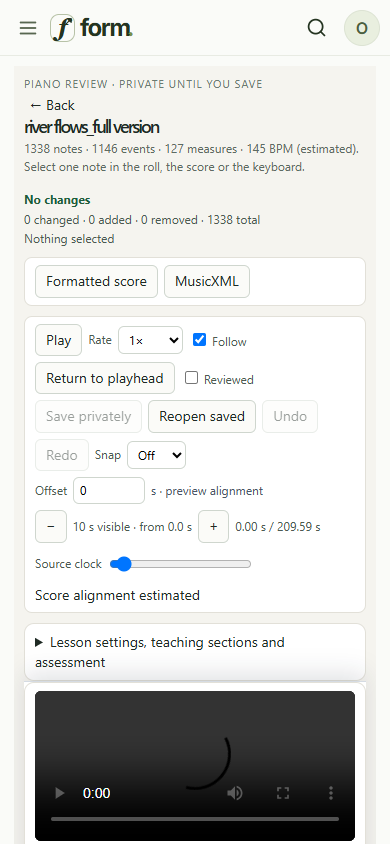 form.
O
PIANO REVIEW · PRIVATE UNTIL YOU SAVE
← Back
river flows_full version
1338 notes · 1146 events · 127 measures · 145 BPM (estimated).
Select one note in the roll, the score or the keyboard.
No changes
0 changed · 0 added · 0 removed · 1338 total
Nothing selected
Formatted score MusicXML
Play Rate 1× Follow
Return to playhead Reviewed
Save privately Reopen saved Undo
Redo Snap Off
Offset 0 s · preview alignment
− 10 s visible · from 0.0 s + 0.00 s / 209.59 s
Source clock
Score alignment estimated
▶ Lesson settings, teaching sections and
assessment
0:00